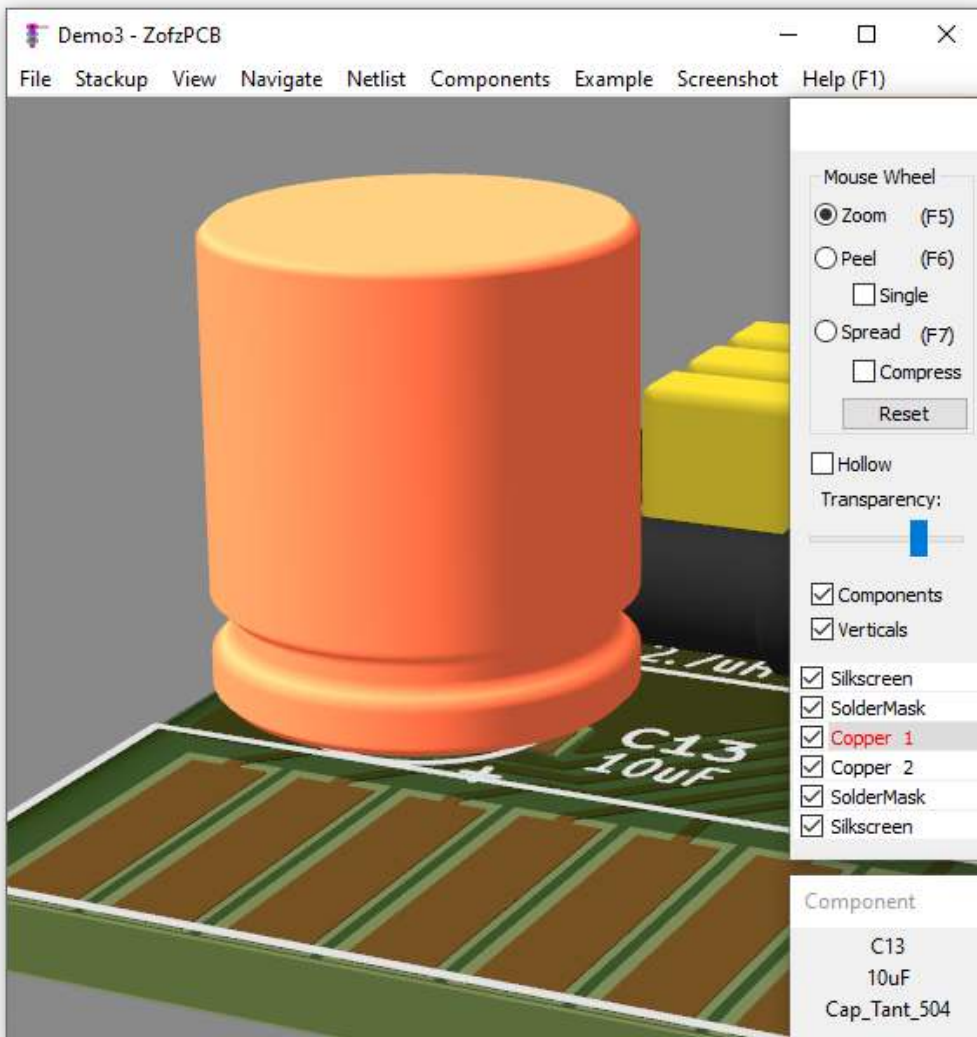 Demo3 - ZofzPCB
File Stackup View Navigate Netlist Components Example Screenshot Help (F1)
Mouse Wheel
Zoom (F5)
Peel (F6)
Single
Spread (F7)
Compress
Reset
Hollow
Transparency:
Components
Verticals
Silkscreen
SolderMask
Copper 1
Copper 2
SolderMask
Silkscreen
2.7uh
C13
10uF
Component
C13
10uF
Cap_Tant_504